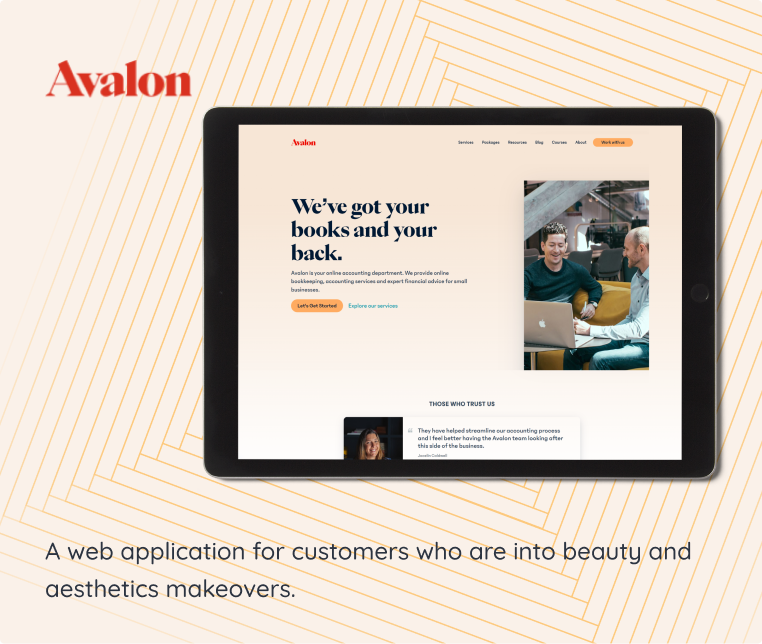 Avalon
Avalon
Services Packages Resources Blog Courses About Work with us
We've got your
books and your
back.
Avalon is your online accounting department. We provide online
bookkeeping, accounting services and expert financial advice for small
businesses.
Let's Get Started Explore our services
THOSE WHO TRUST US
They have helped streamline our accounting process
and I feel better having the Avalon team looking after
this side of the business.
A web application for customers who are into beauty and
aesthetics makeovers.